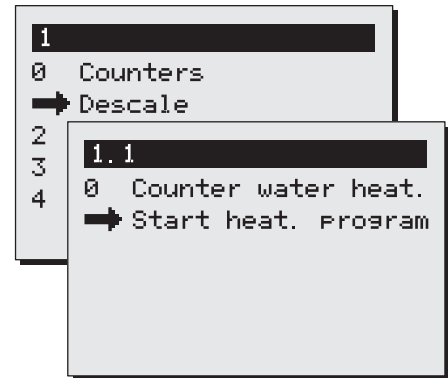 1
0 Counters
➡ Descale
2
3
4
1.1
0 Counter water heat.
➡ Start heat. program